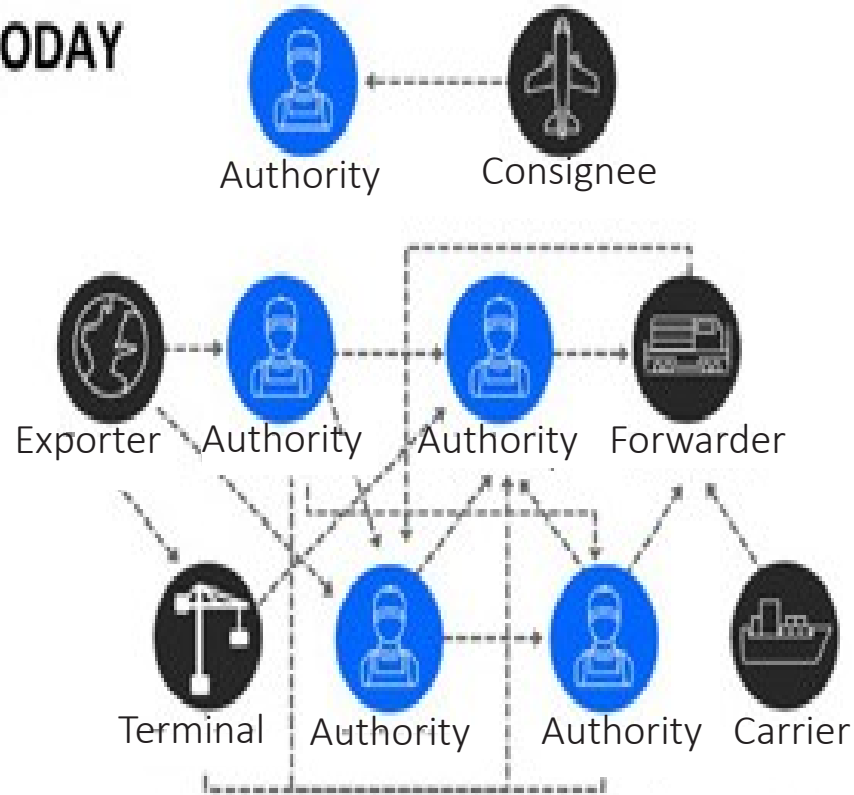 ODAY
Authority
Consignee
Exporter
Authority
Authority
Forwarder
Terminal
Authority
Authority
Carrier